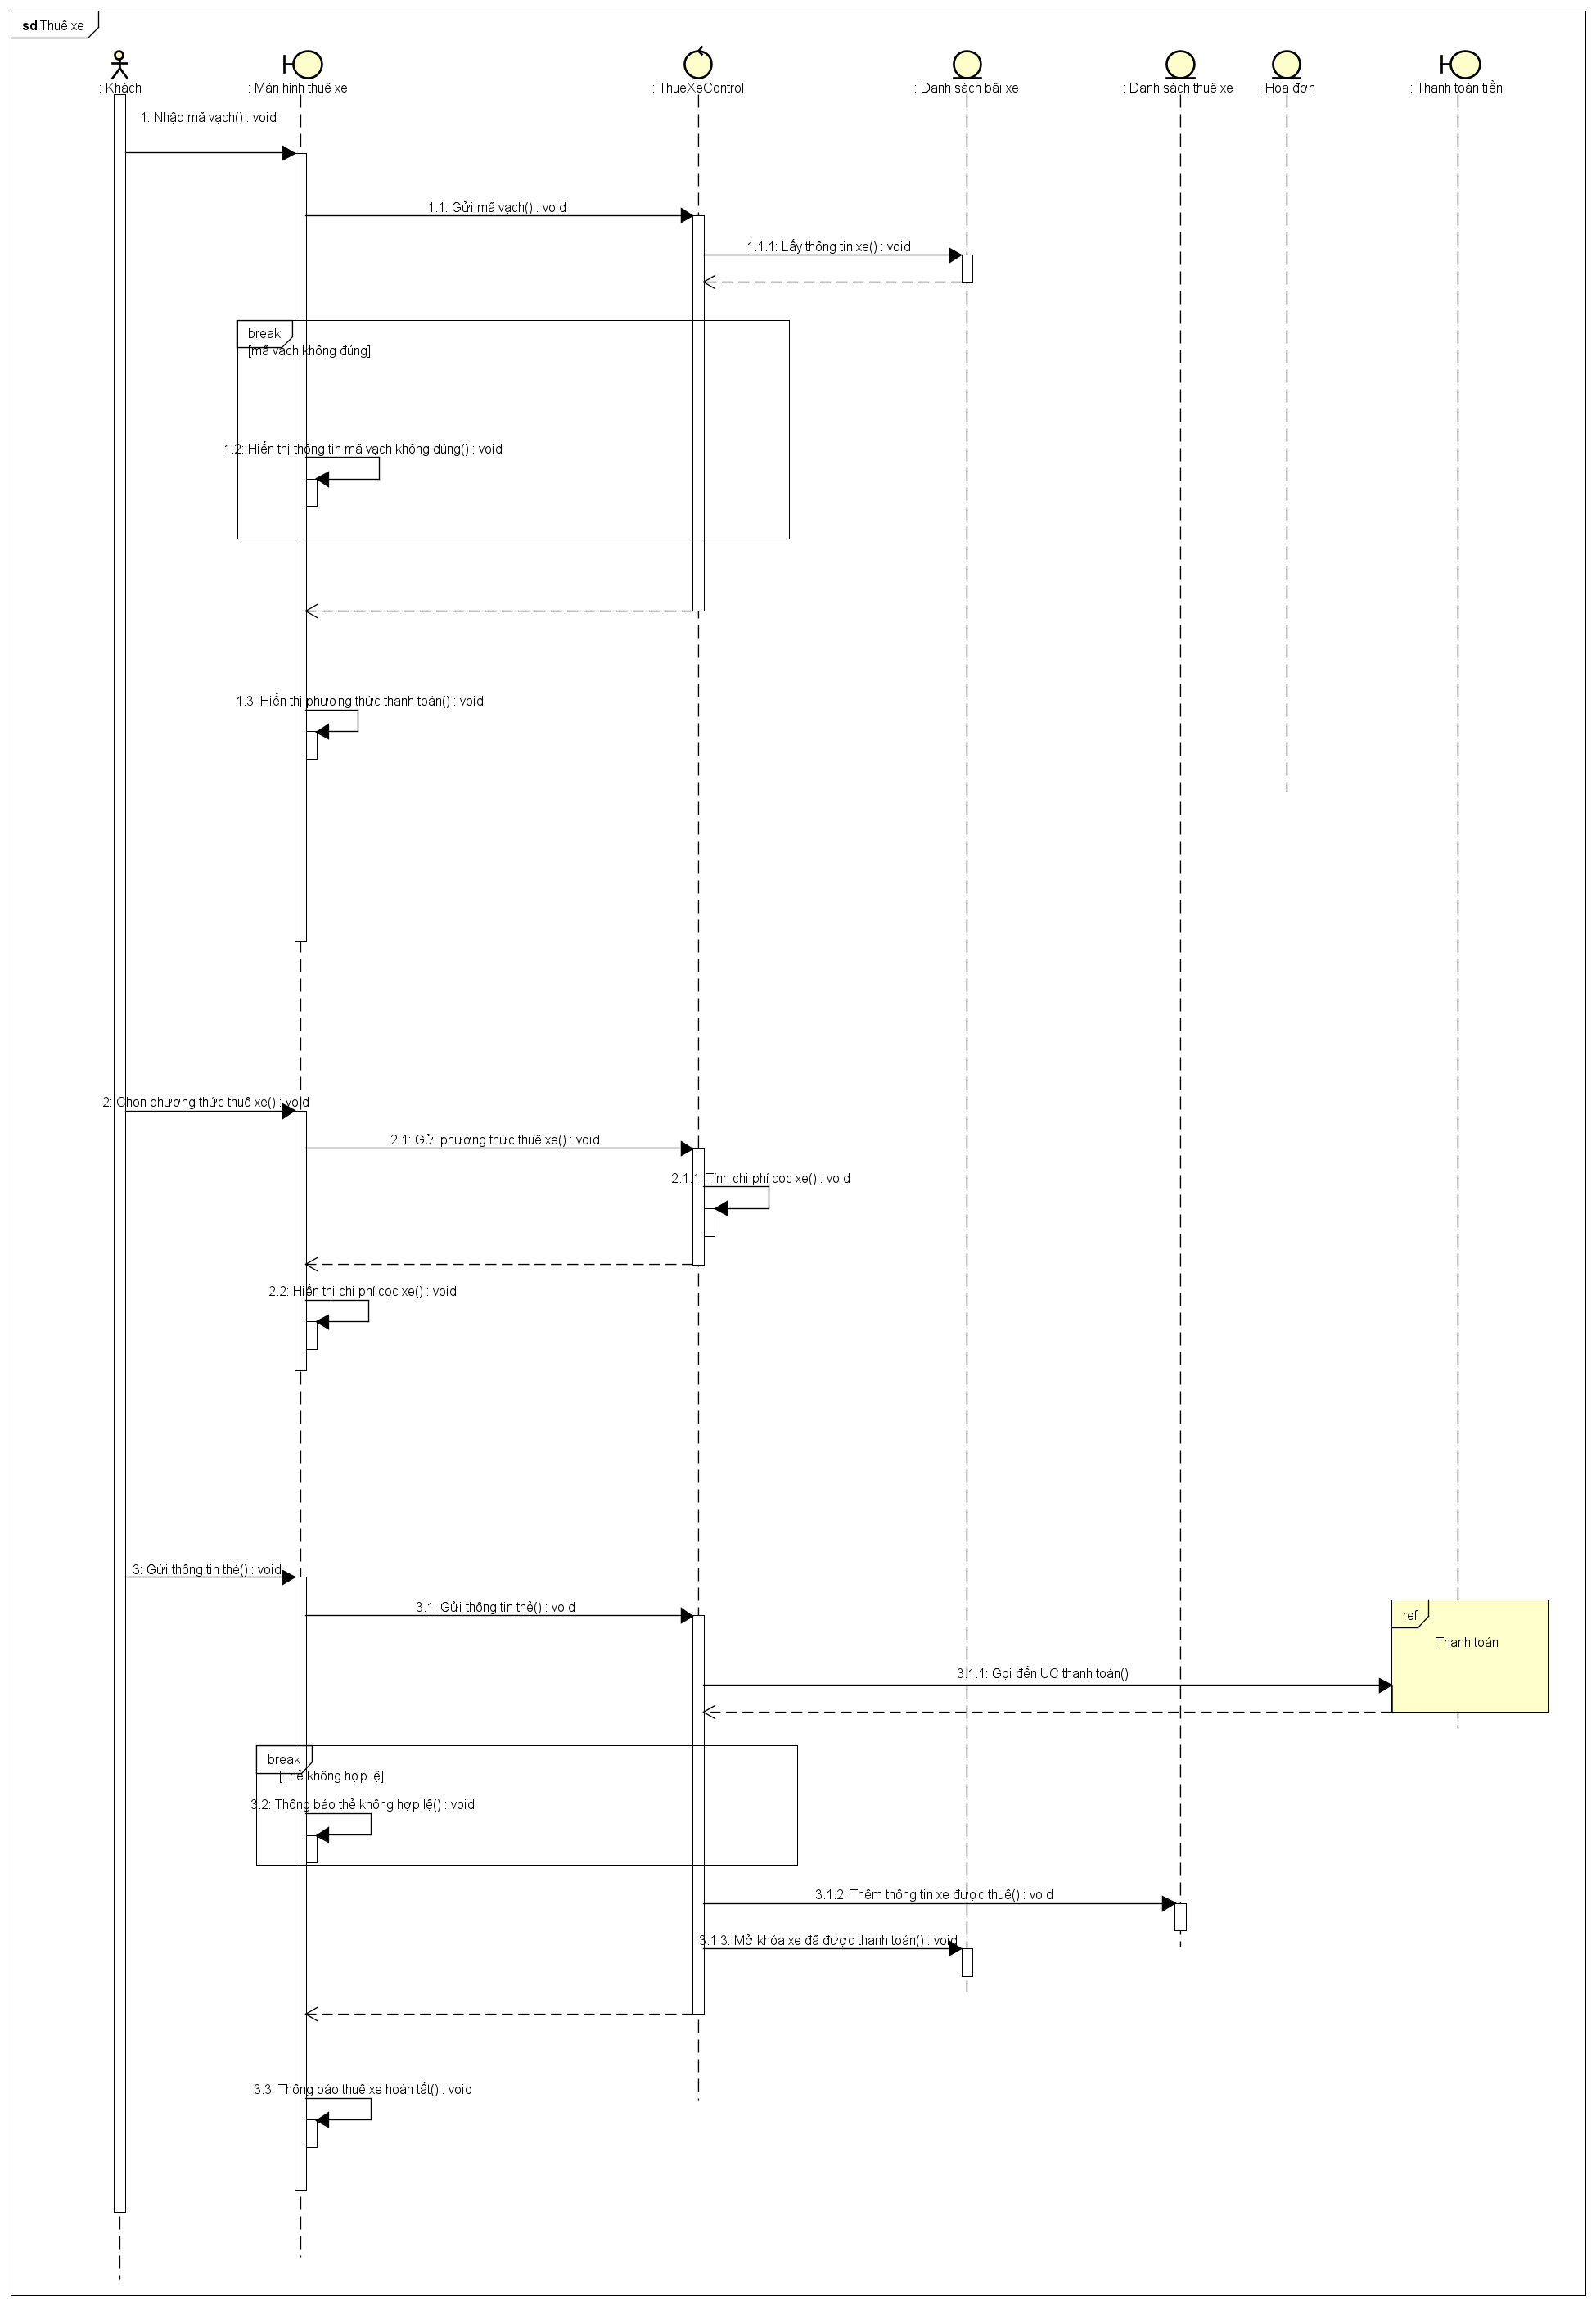 sd Thuê xe
: Khách
: Màn hình thuê xe
: ThueXeControl
: Danh sách bãi xe
: Danh sách thuê xe
: Hóa đơn
: Thanh toán tiền
1: Nhập mã vạch() : void
1.1: Gửi mã vạch() : void
1.1.1: Lấy thông tin xe() : void
break
[mã vạch không đúng]
1.2: Hiển thị thông tin mã vạch không đúng() : void
1.3: Hiển thị phương thức thanh toán() : void
2: Chọn phương thức thuê xe() : void
2.1: Gửi phương thức thuê xe() : void
2.1.1: Tính chi phí cọc xe() : void
2.2: Hiển thị chi phí cọc xe() : void
3: Gửi thông tin thẻ() : void
3.1: Gửi thông tin thẻ() : void
ref
Thanh toán
3.1.1: Gọi đến UC thanh toán()
break
[Thẻ không hợp lệ]
3.2: Thông báo thẻ không hợp lệ() : void
3.1.2: Thêm thông tin xe được thuê() : void
3.1.3: Mở khóa xe đã được thanh toán() : void
3.3: Thông báo thuê xe hoàn tất() : void